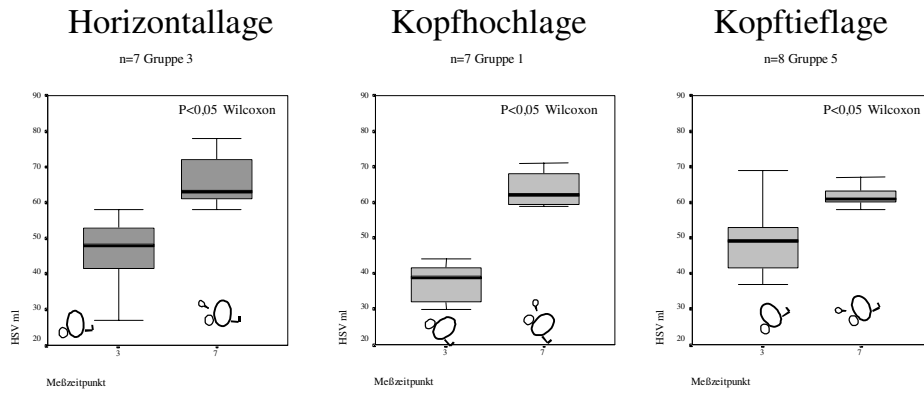 Horizontallage
n=7 Gruppe 3
P<0,05 Wilcoxon
90
80
70
60
50
40
30
20
HSV ml
3
7
Meßzeitpunkt
Kopfhochlage
n=7 Gruppe 1
P<0,05 Wilcoxon
90
80
70
60
50
40
30
20
HSV ml
3
7
Meßzeitpunkt
Kopftieflage
n=8 Gruppe 5
P<0,05 Wilcoxon
90
80
70
60
50
40
30
20
HSV ml
3
7
Meßzeitpunkt